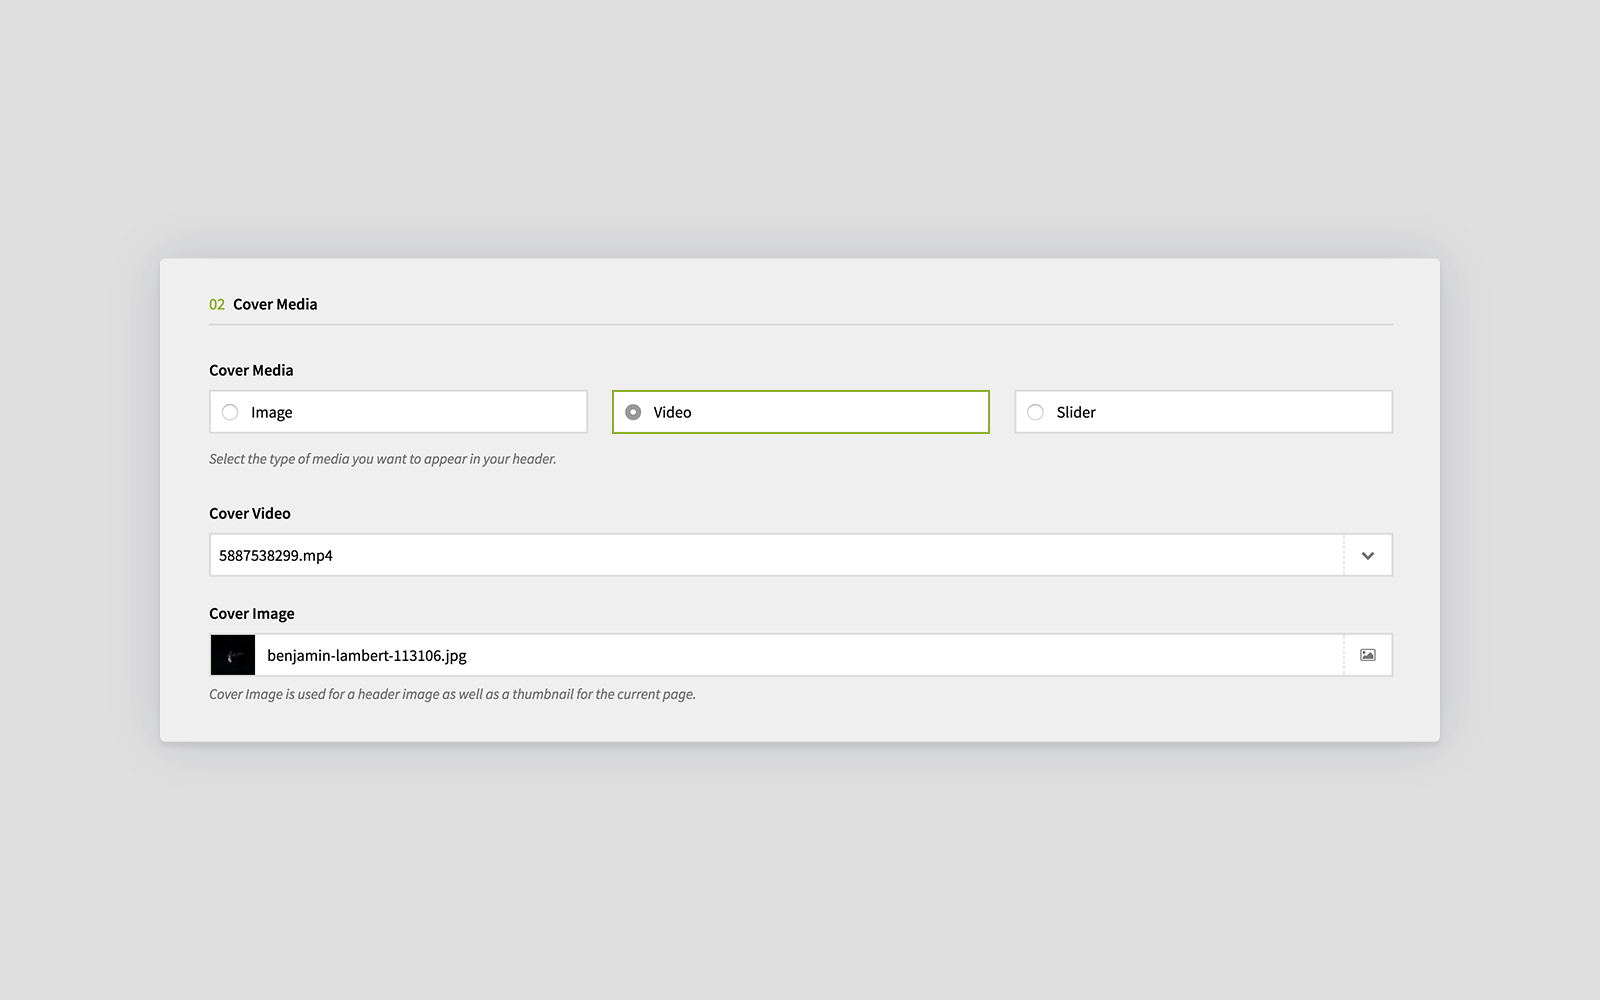 02 Cover Media
Cover Media
Image
Video
Slider
Select the type of media you want to appear in your header.
Cover Video
5887538299.mp4
Cover Image
benjamin-lambert-113106.jpg
Cover Image is used for a header image as well as a thumbnail for the current page.